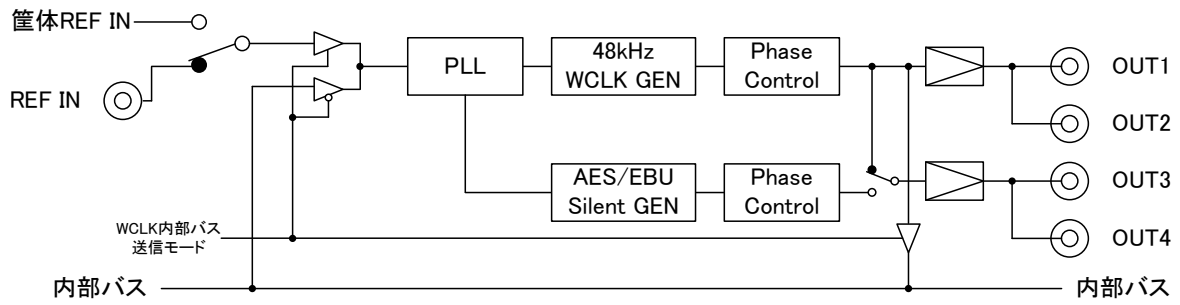 筐体REF IN
REF IN
PLL
48kHz
WCLK GEN
Phase
Control
OUT1
OUT2
AES/EBU
Silent GEN
Phase
Control
OUT3
OUT4
WCLK内部バス
送信モード
内部バス
内部バス